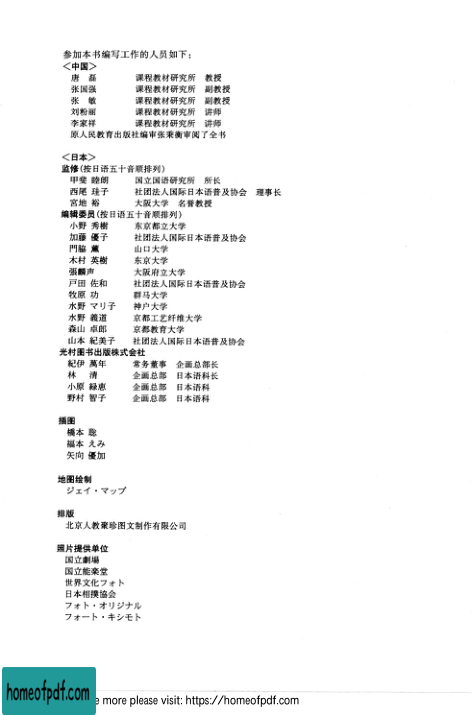 参加本书编写工作的人员如下：
＜中国＞
唐　磊　课程教材研究所　教授
张国强　课程教材研究所　副教授
张　敏　课程教材研究所　副教授
刘粉丽　课程教材研究所　讲师
李家祥　课程教材研究所　讲师
原人民教育出版社编审张秉衡审阅了全书
＜日本＞
监修(按日语五十音顺排列)
甲斐 睦朗　国立国语研究所　所长
西尾 珪子　社团法人国际日本语普及协会　理事长
宮地 裕　大阪大学　名誉教授
编辑委员(按日语五十音顺排列)
小野 秀樹　东京都立大学
加藤 優子　社团法人国际日本语普及协会
門脇 薫　山口大学
木村 英樹　东京大学
張麟声　大阪府立大学
戸田 佐和　社团法人国际日本语普及协会
牧原 功　群马大学
水野 マリ子　神户大学
水野 義道　京都工艺纤维大学
森山 卓郎　京都教育大学
山本 紀美子　社团法人国际日本语普及协会
光村图书出版株式会社
紀伊 萬年　常务董事　企画总部长
林　清　企画总部　日本语科长
小原 緑恵　企画总部　日本语科
野村 智子　企画总部　日本语科
插图
橋本 聡
福本 えみ
矢向 優加
地图绘制
ジェイ・マップ
排版
北京人教聚珍图文制作有限公司
照片提供单位
国立劇場
国立能楽堂
世界文化フォト
日本相撲協会
フォト・オリジナル
フォート・キシモト
homeofpdf.com
e more please visit: https://homeofpdf.com